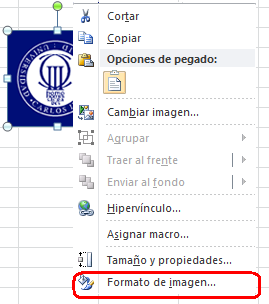 Cortar
Copiar
Opciones de pegado:
Cambiar imagen...
Agrupar
Traer al frente
Enviar al fondo
Hipervínculo...
Asignar macro...
Tamaño y propiedades...
Formato de imagen...